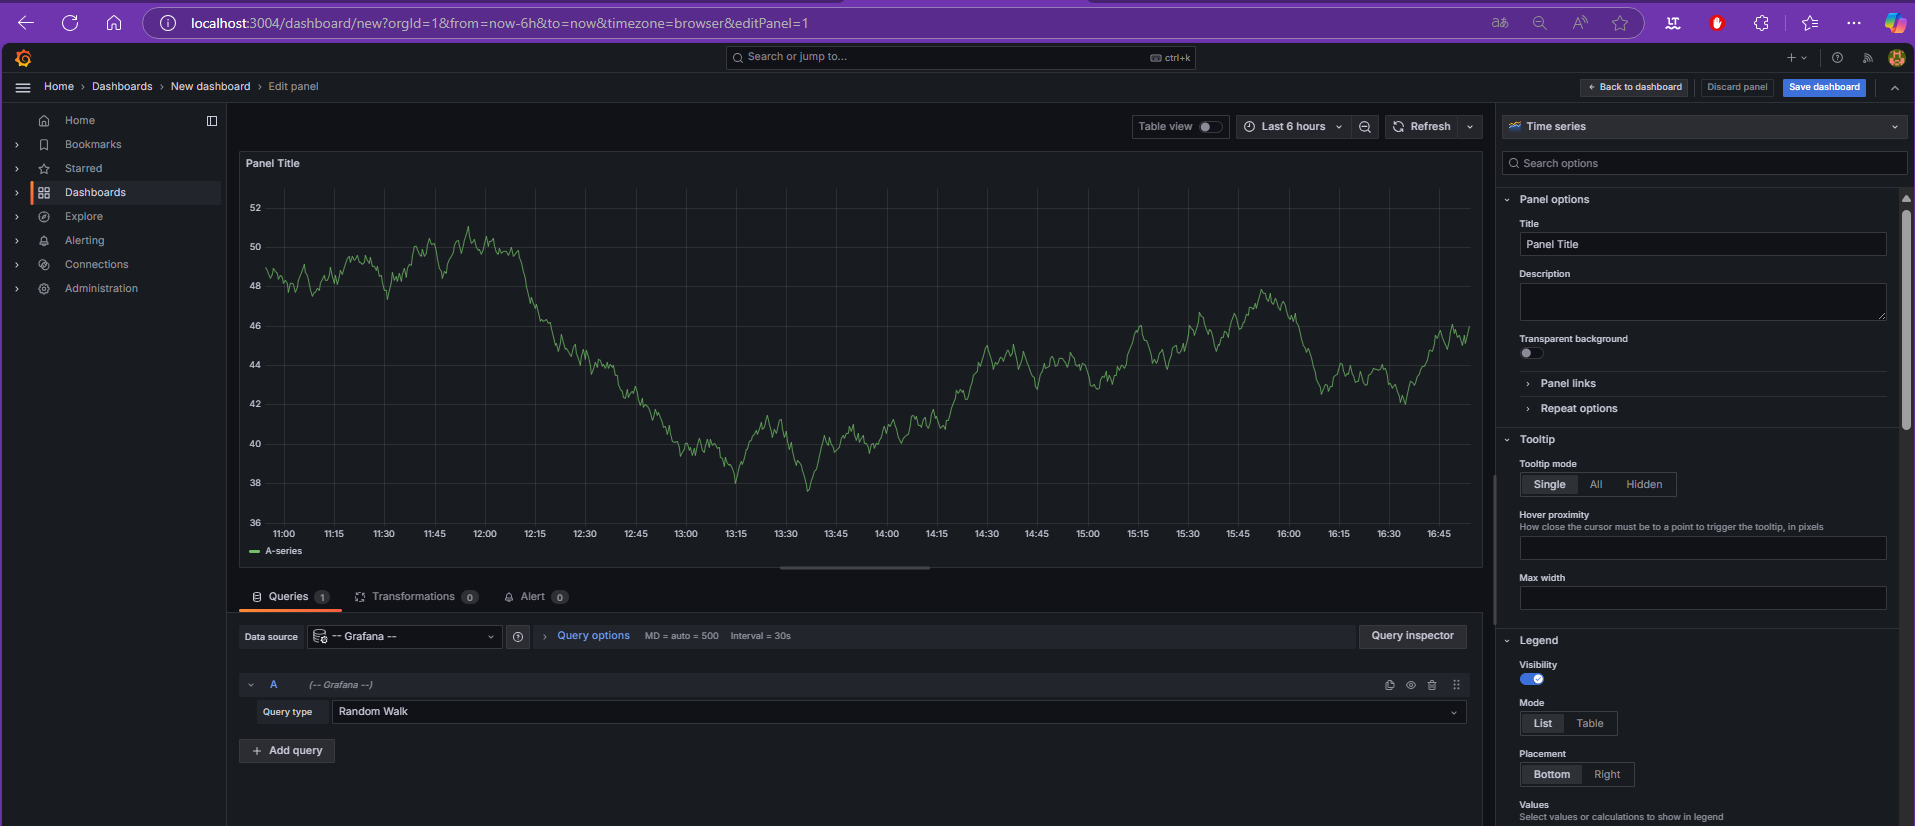 localhost:3004/dashboard/new?orgId=1&from=now-6h&to=now&timezone=browser&editPanel=1
Search or jump to...
ctrl+k
Home
Dashboards
New dashboard
Edit panel
Back to dashboard
Discard panel
Save dashboard
Home
Bookmarks
Starred
Dashboards
Explore
Alerting
Connections
Administration
Table view
Last 6 hours
Refresh
Panel Title
52
50
48
46
44
42
40
38
36
11:00 11:15 11:30 11:45 12:00 12:15 12:30 12:45 13:00 13:15 13:30 13:45 14:00 14:15 14:30 14:45 15:00 15:15 15:30 15:45 16:00 16:15 16:30 16:45
A-series
Queries 1
Transformations 0
Alert 0
Data source
-- Grafana --
Query options
MD = auto = 500
Interval = 30s
Query inspector
A
(-- Grafana --)
Query type
Random Walk
+ Add query
Time series
Search options
Panel options
Title
Panel Title
Description
Transparent background
Panel links
Repeat options
Tooltip
Tooltip mode
Single All Hidden
Hover proximity
How close the cursor must be to a point to trigger the tooltip, in pixels
Max width
Legend
Visibility
Mode
List Table
Placement
Bottom Right
Values
Select values or calculations to show in legend